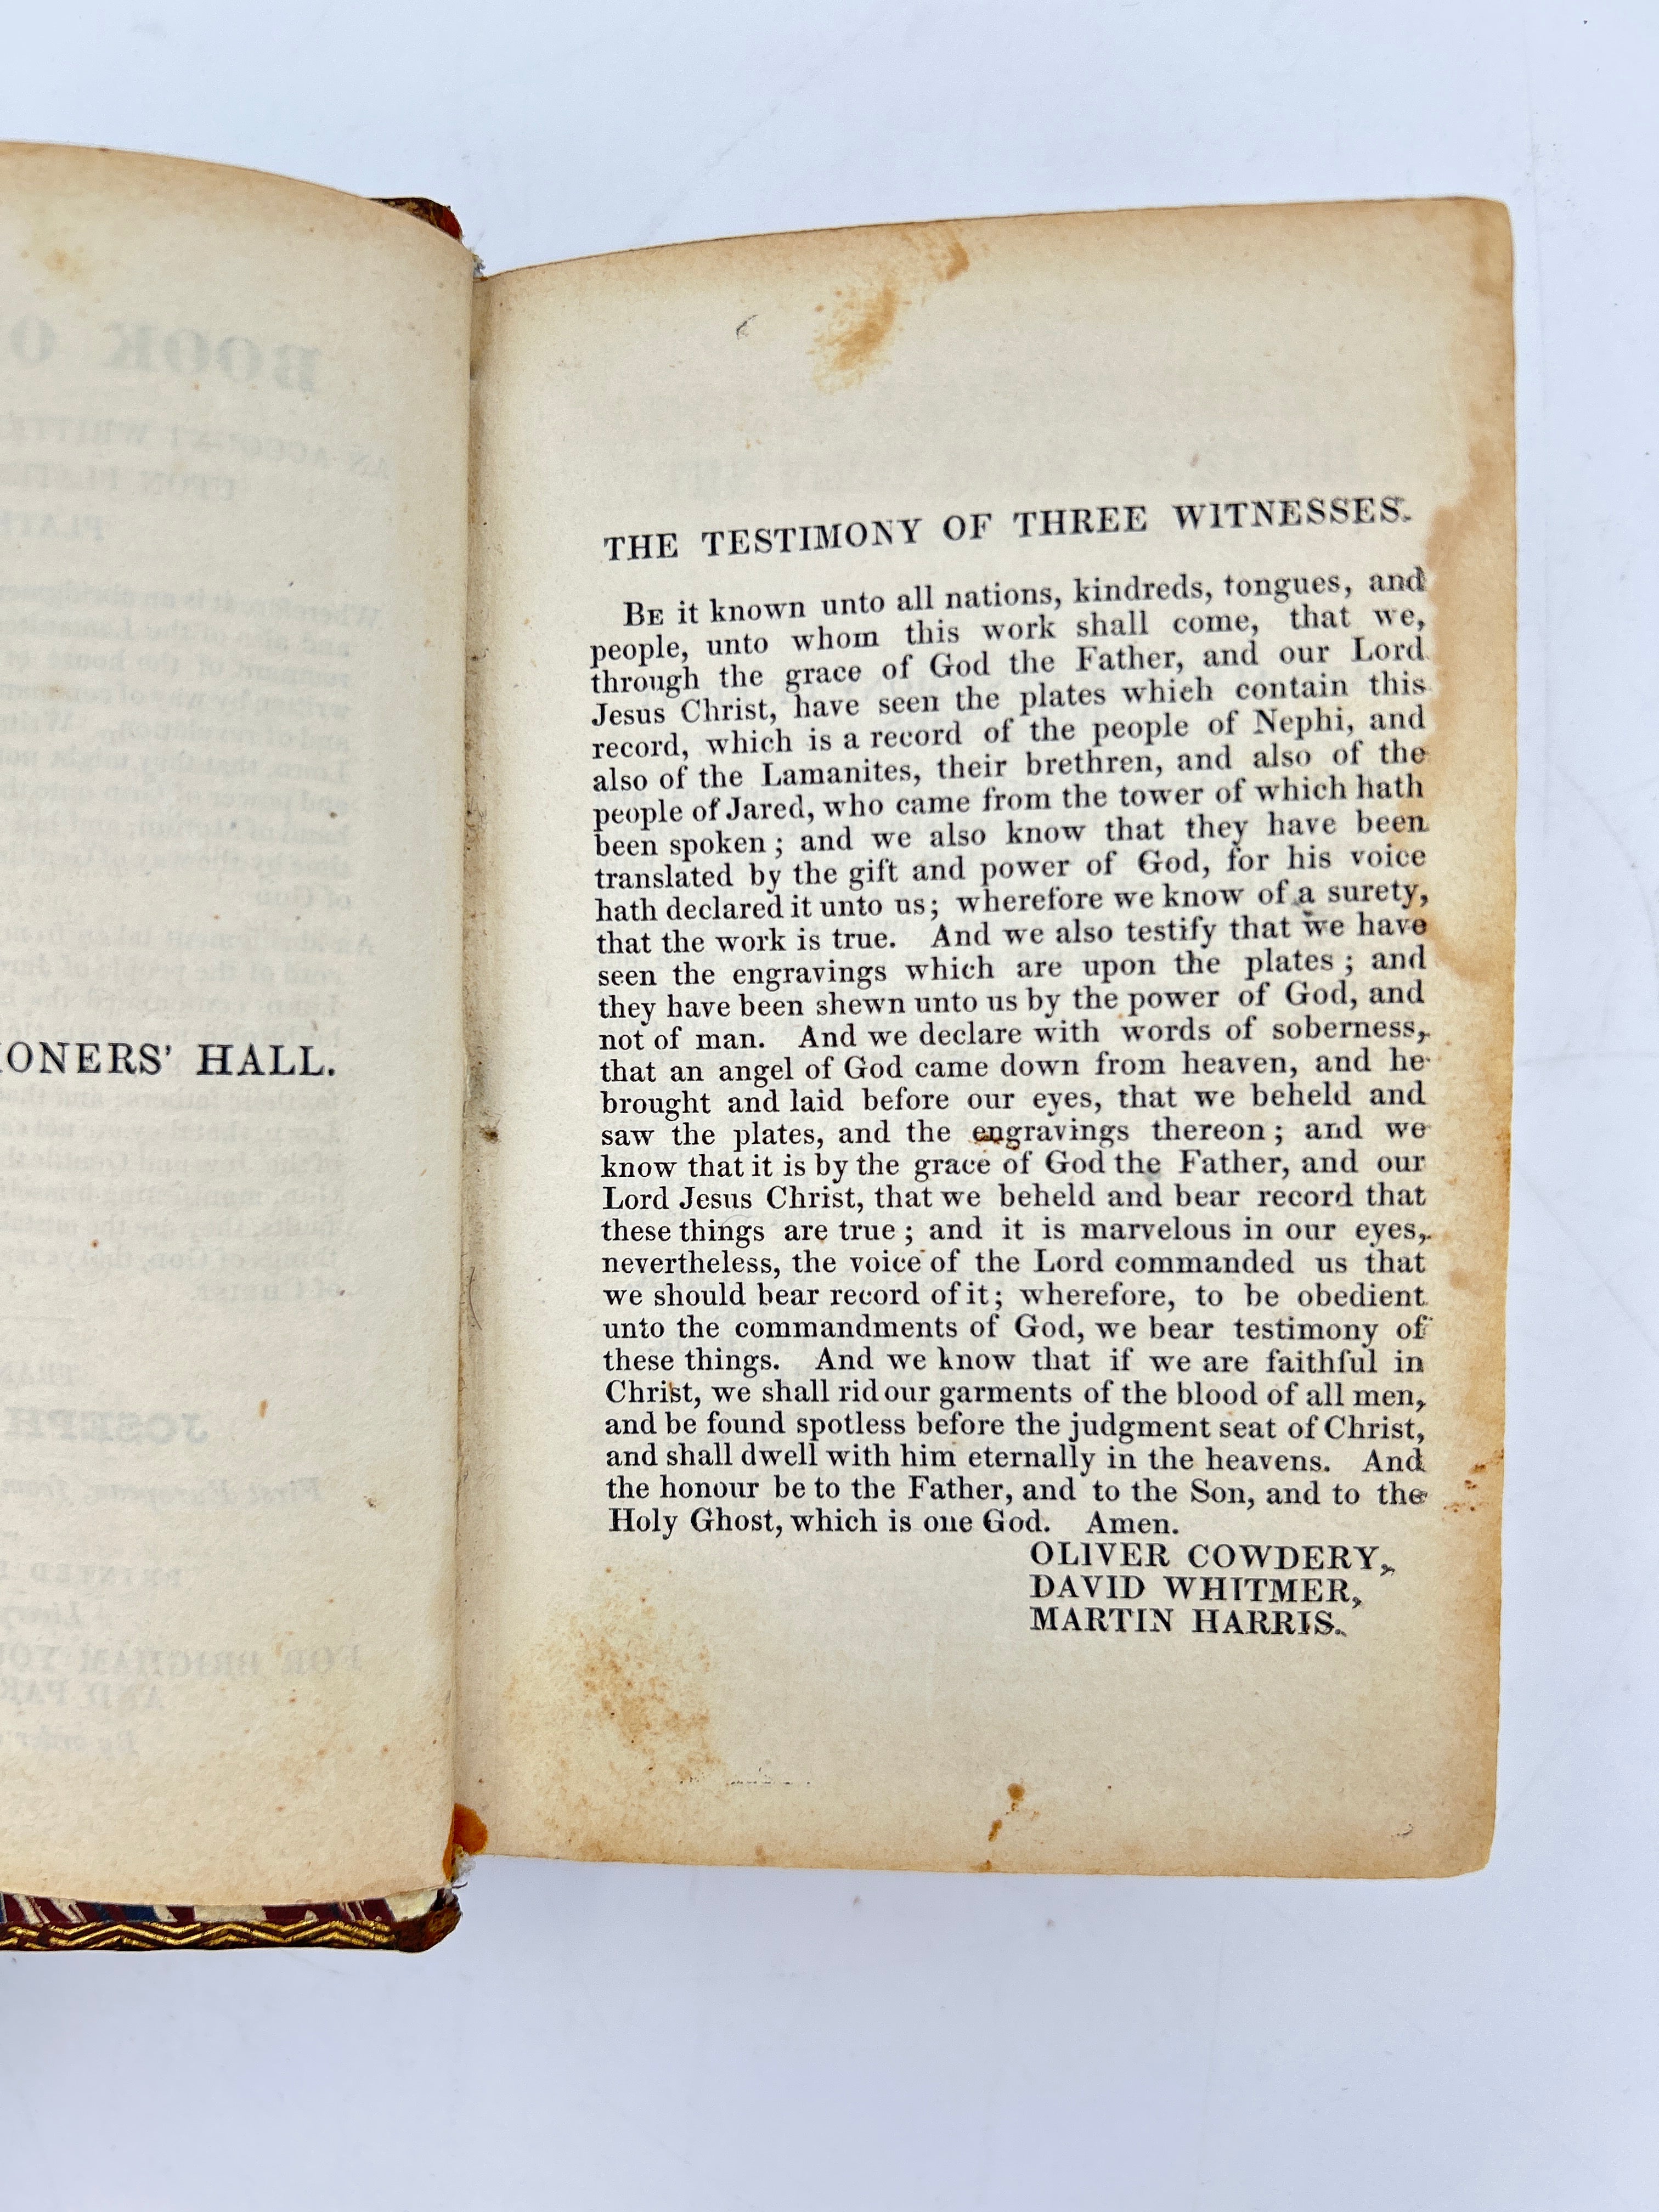 IONERS' HALL.
THE TESTIMONY OF THREE WITNESSES.
BE it known unto all nations, kindreds, tongues, and
people, unto whom this work shall come, that we,
through the grace of God the Father, and our Lord
Jesus Christ, have seen the plates which contain this
record, which is a record of the people of Nephi, and
also of the Lamanites, their brethren, and also of the
people of Jared, who came from the tower of which hath
been spoken; and we also know that they have been
translated by the gift and power of God, for his voice
hath declared it unto us; wherefore we know of a surety,
that the work is true. And we also testify that we have
seen the engravings which are upon the plates; and
they have been shewn unto us by the power of God, and
not of man. And we declare with words of soberness,
that an angel of God came down from heaven, and he
brought and laid before our eyes, that we beheld and
saw the plates, and the engravings thereon; and we
know that it is by the grace of God the Father, and our
Lord Jesus Christ, that we beheld and bear record that
these things are true; and it is marvelous in our eyes,
nevertheless, the voice of the Lord commanded us that
we should bear record of it; wherefore, to be obedient
unto the commandments of God, we bear testimony of
these things. And we know that if we are faithful in
Christ, we shall rid our garments of the blood of all men,
and be found spotless before the judgment seat of Christ,
and shall dwell with him eternally in the heavens. And
the honour be to the Father, and to the Son, and to the
Holy Ghost, which is one God. Amen.
OLIVER COWDERY,
DAVID WHITMER,
MARTIN HARRIS.